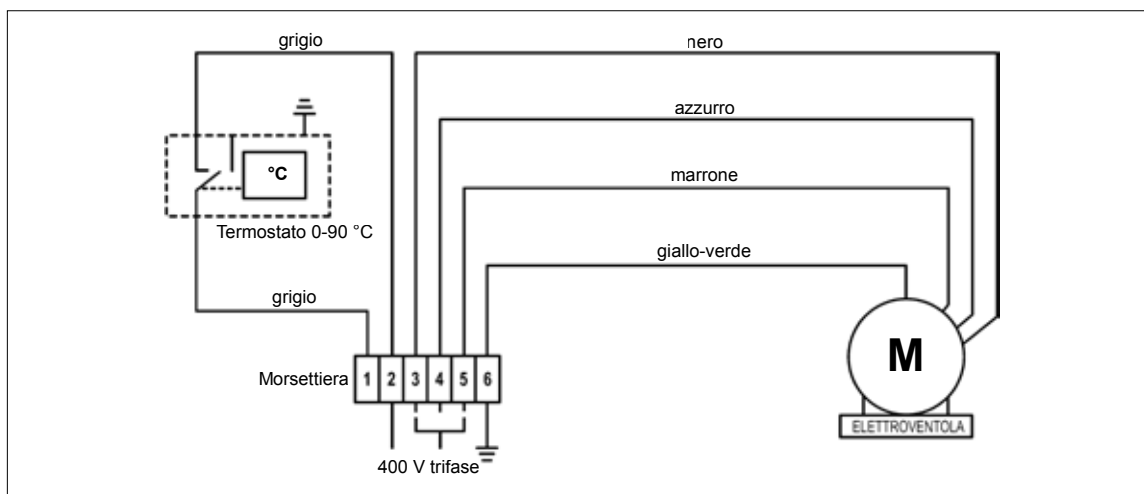 grigio
nero
azzurro
°C
marrone
Termostato 0-90 °C
giallo-verde
grigio
M
Morsettiera 1 2 3 4 5 6
ELETTROVENTOLA
400 V trifase